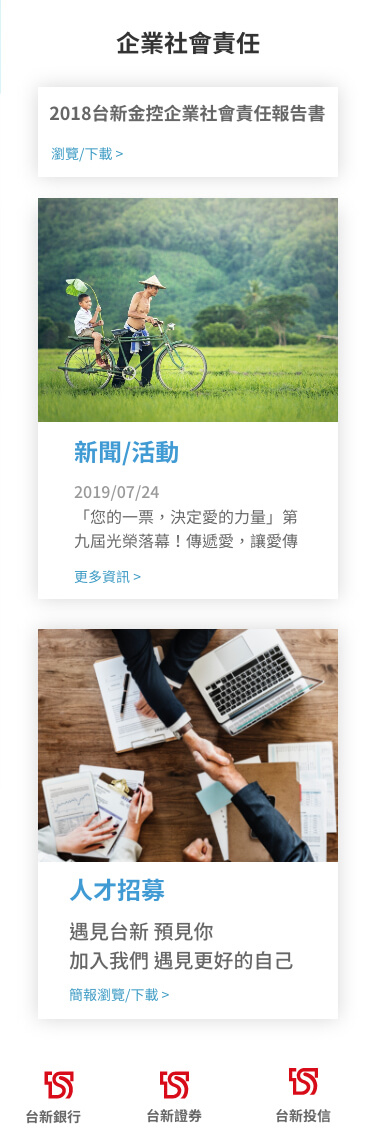 企業社會責任
2018台新金控企業社會責任報告書
瀏覽/下載 >
新聞/活動
2019/07/24
「您的一票，決定愛的力量」第
九屆光榮落幕！傳遞愛，讓愛傳
更多資訊 >
人才招募
遇見台新 預見你
加入我們 遇見更好的自己
簡報瀏覽/下載 >
台新銀行 台新證券 台新投信